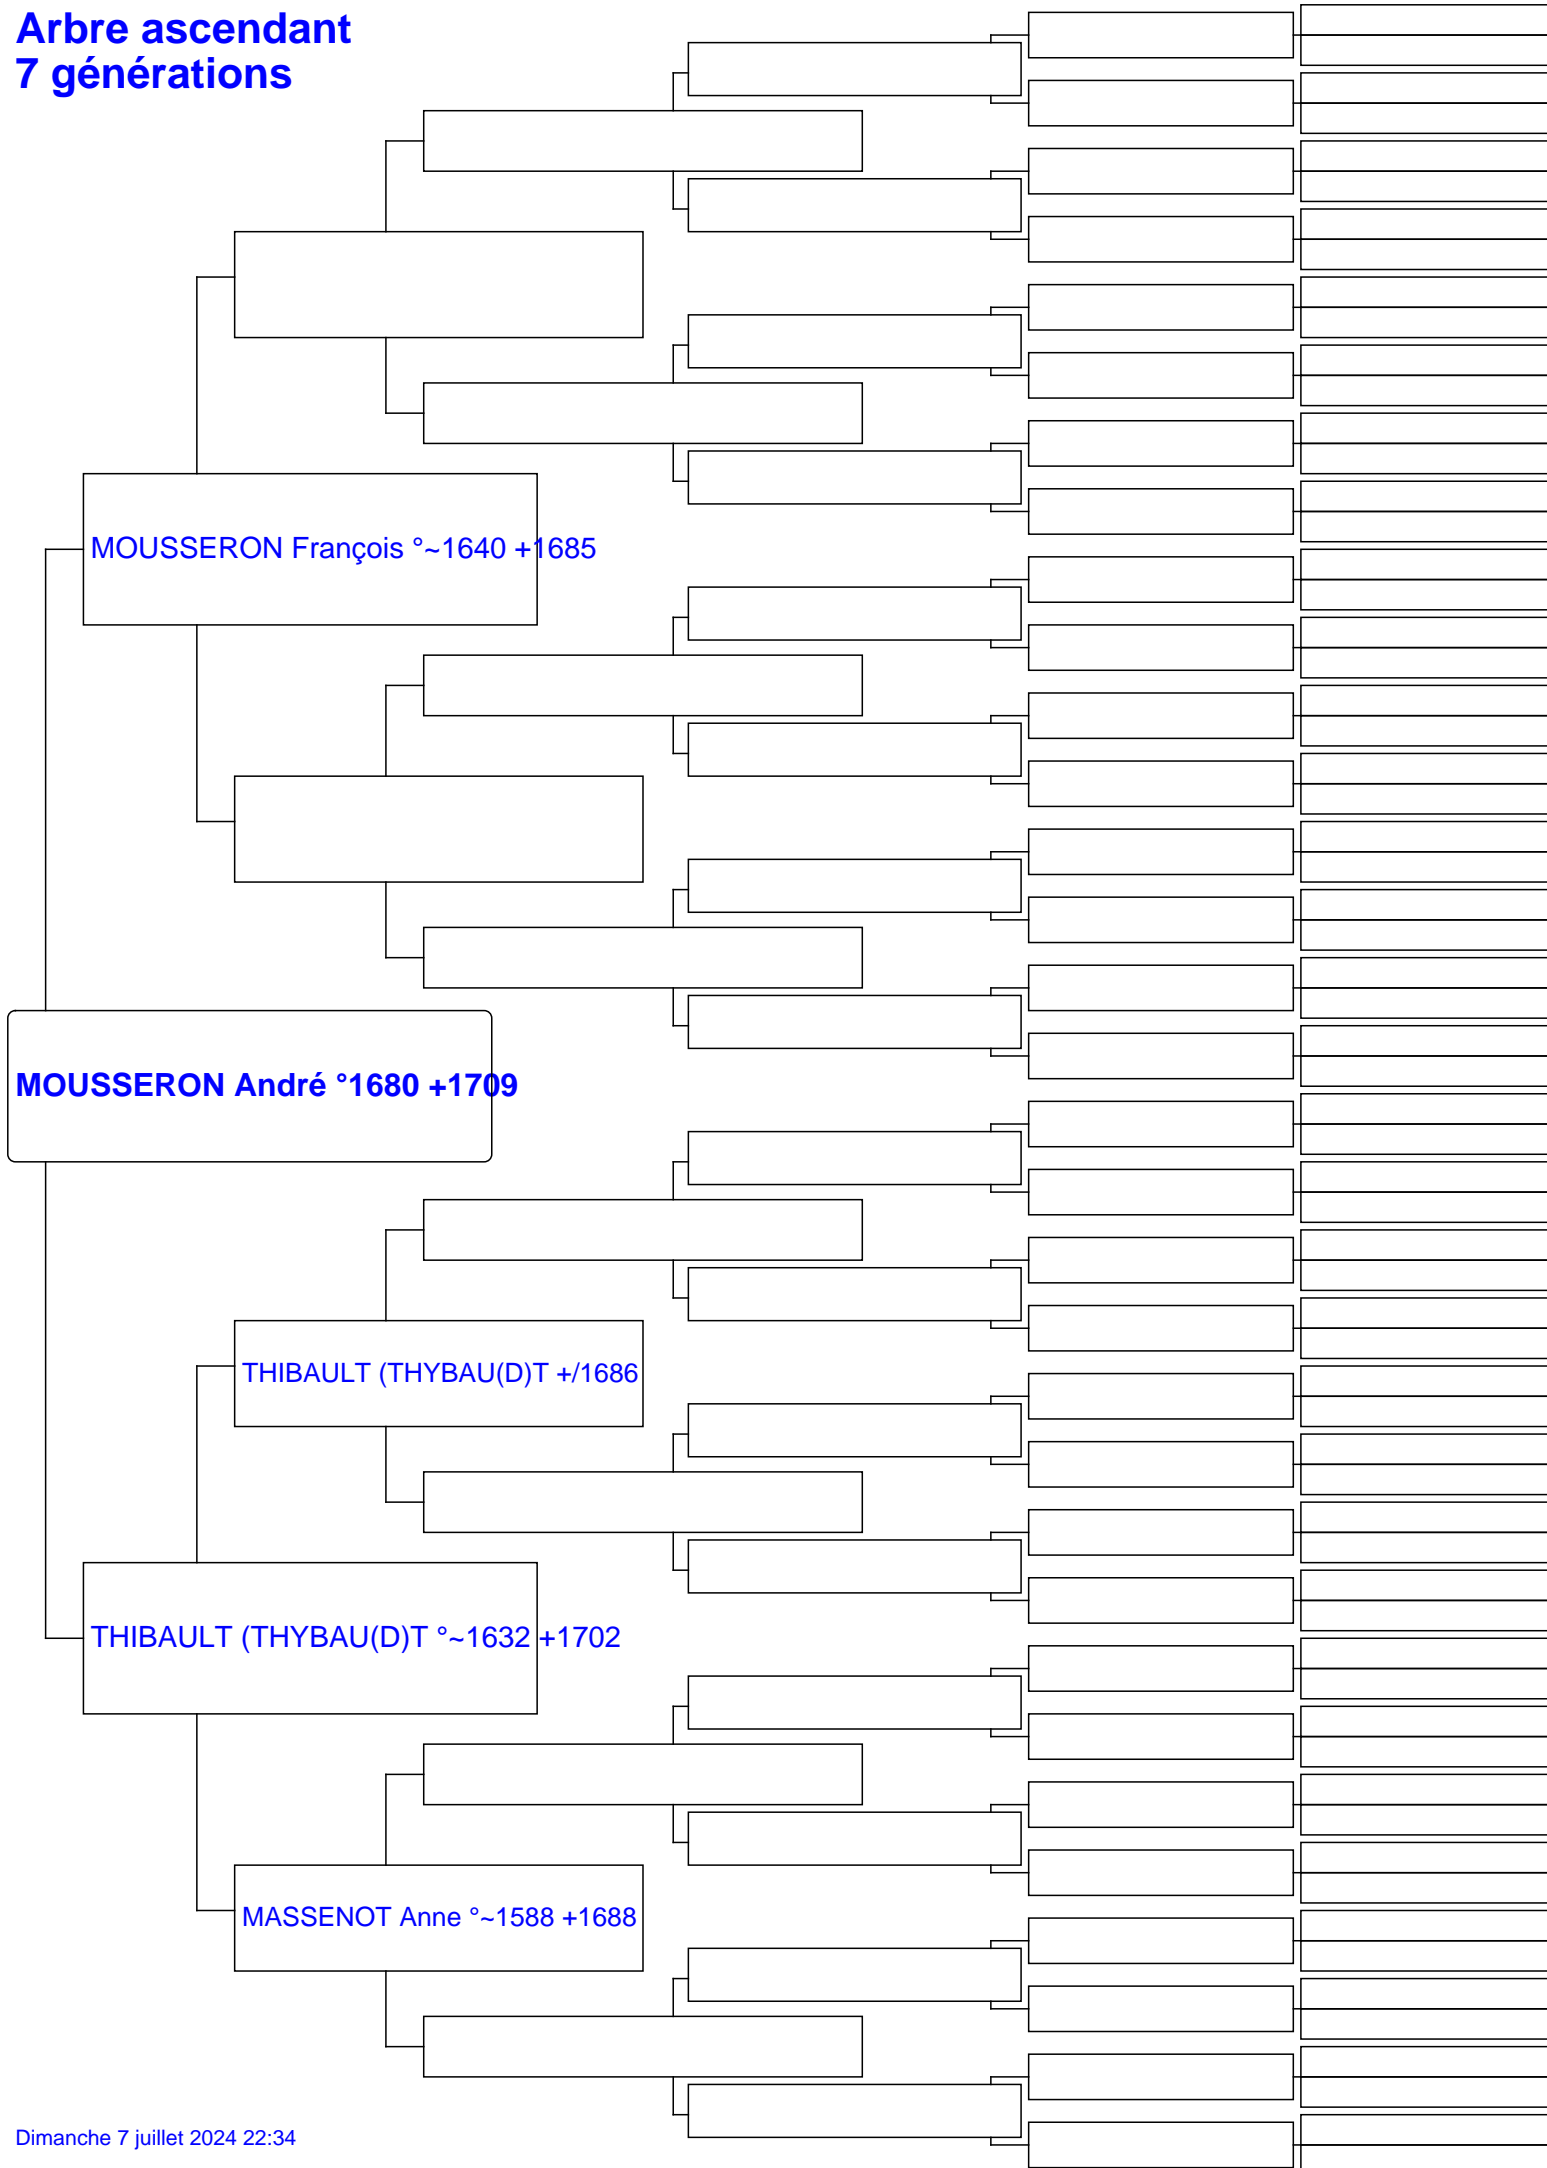 Arbre ascendant
7 générations
MOUSSERON François °~1640 +1685
MOUSSERON André °1680 +1709
THIBAULT (THYBAU(D)T +/1686
THIBAULT (THYBAU(D)T °~1632 +1702
MASSENOT Anne °~1588 +1688
Dimanche 7 juillet 2024 22:34